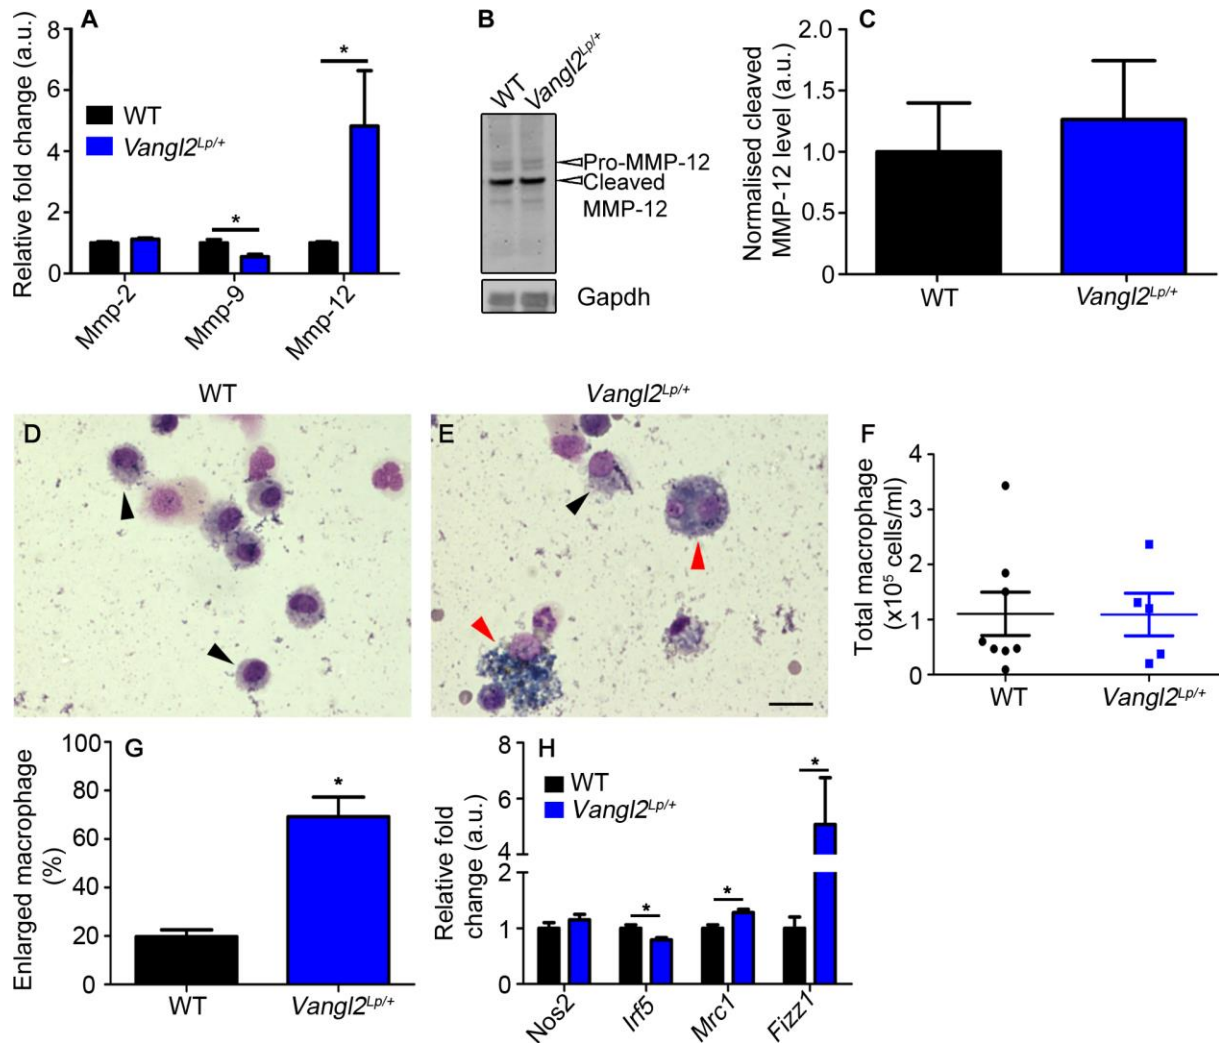 A
Relative fold change (a.u.)
8
6
4
2
0
WT
Vangl2Lp/+
*
*
Mmp-2
Mmp-9
Mmp-12
B
WT
Vangl2Lp/+
Pro-MMP-12
Cleaved
MMP-12
Gapdh
C
Normalised cleaved
MMP-12 level (a.u.)
2.0
1.5
1.0
0.5
0
WT
Vangl2Lp/+
WT
Vangl2Lp/+
D
E
F
Total macrophage
(x10⁵ cells/ml)
4
3
2
1
0
WT
Vangl2Lp/+
G
Enlarged macrophage
(%)
100
80
60
40
20
0
*
WT
Vangl2Lp/+
H
Relative fold
change (a.u.)
8
6
4
2
1
0
WT
Vangl2Lp/+
*
*
*
Nos2
Irf5
Mrc1
Fizz1